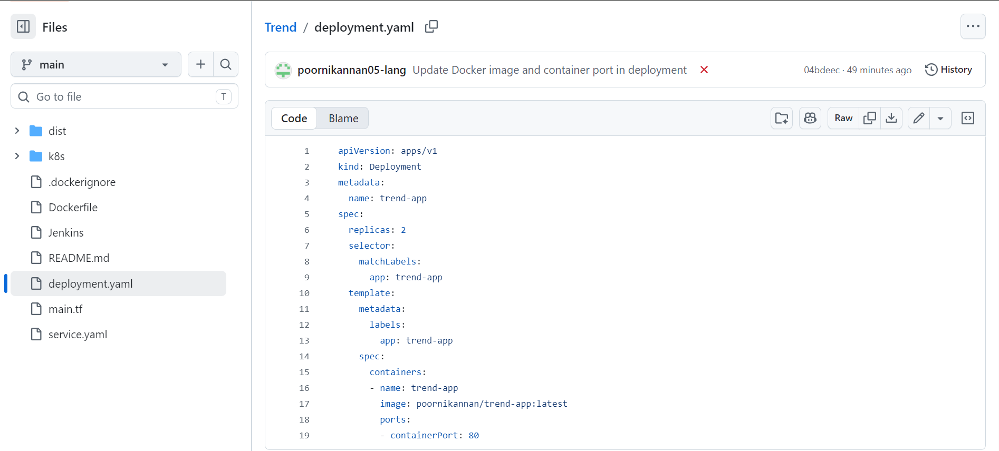 Files
main
Go to file
T
dist
k8s
.dockerignore
Dockerfile
Jenkins
README.md
deployment.yaml
main.tf
service.yaml
Trend / deployment.yaml
poornikannan05-lang Update Docker image and container port in deployment
04bdeec · 49 minutes ago
History
Code
Blame
Raw
1 apiVersion: apps/v1
2 kind: Deployment
3 metadata:
4   name: trend-app
5 spec:
6   replicas: 2
7   selector:
8     matchLabels:
9       app: trend-app
10   template:
11     metadata:
12       labels:
13         app: trend-app
14     spec:
15       containers:
16       - name: trend-app
17         image: poornikannan/trend-app:latest
18         ports:
19         - containerPort: 80